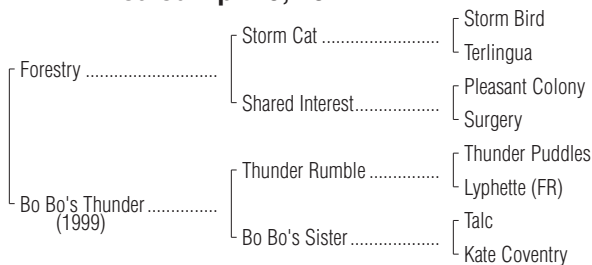 Storm Bird
Storm Cat ........................
Terlingua
Forestry ...........................
Pleasant Colony
Shared Interest.................
Surgery
Thunder Puddles
Thunder Rumble ..............
Lyphette (FR)
Bo Bo's Thunder..............
(1999)
Talc
Bo Bo's Sister..................
Kate Coventry